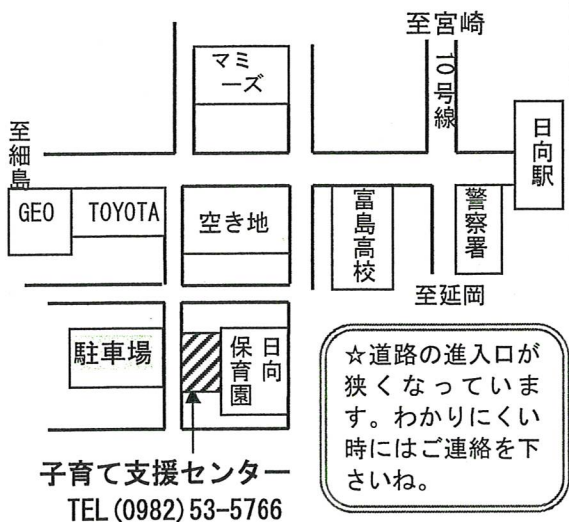 至宮崎
マミ
ーズ
10号線
日向駅
至細島
GEO
TOYOTA
空き地
富島高校
警察署
至延岡
駐車場
日向
保育園
☆道路の進入口が
狭くなっていま
す。わかりにくい
時にはご連絡を下
さいね。
子育て支援センター
TEL(0982)53-5766